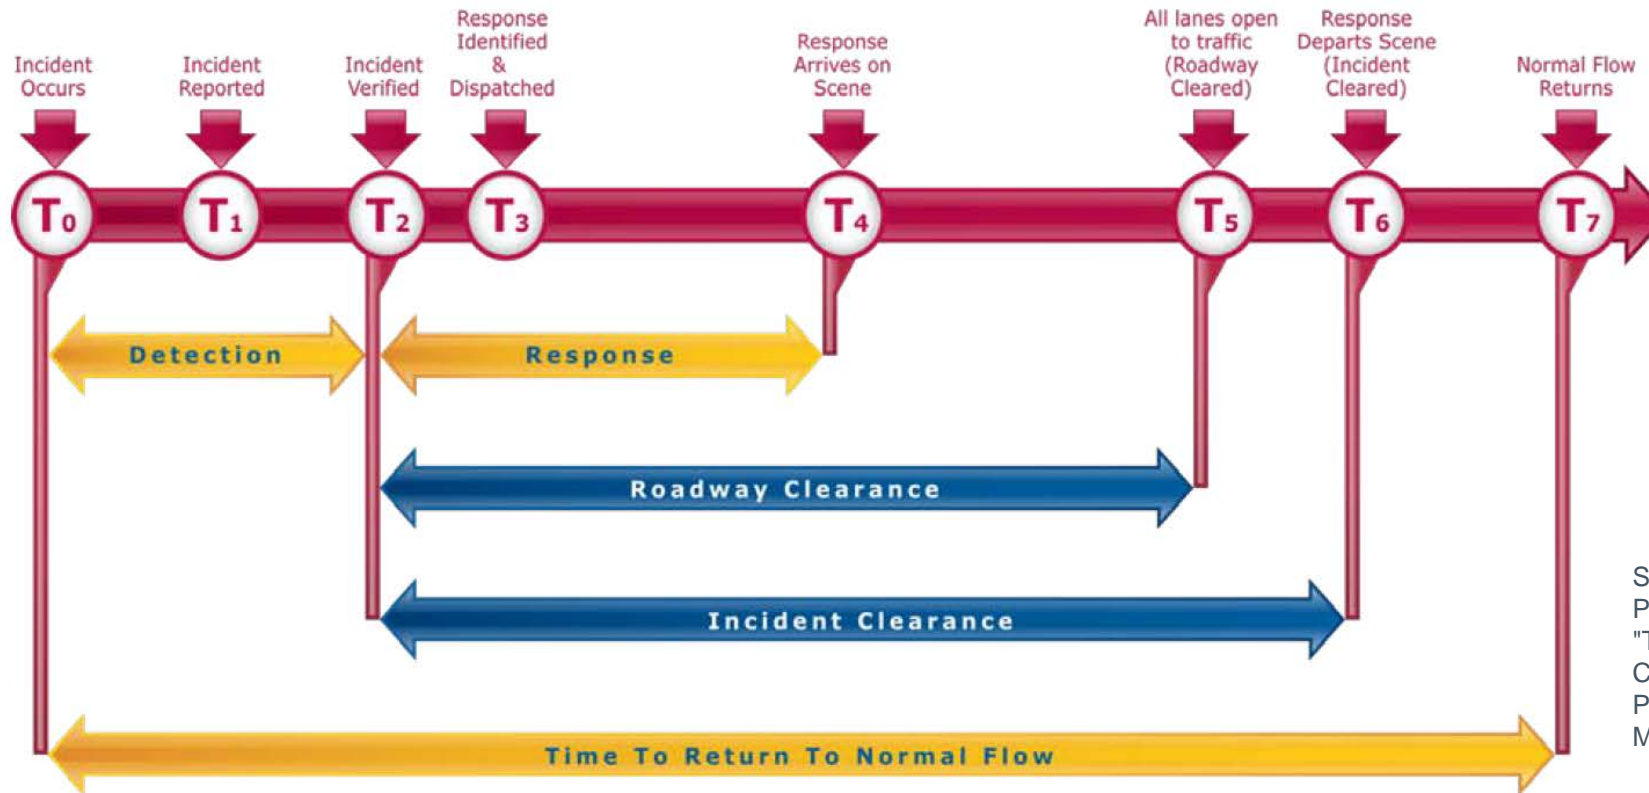 Incident
Occurs
Incident
Reported
Incident
Verified
Response
Identified
&
Dispatched
Response
Arrives on
Scene
All lanes open
to traffic
(Roadway
Cleared)
Response
Departs Scene
(Incident
Cleared)
Normal Flow
Returns
T0
T1
T2
T3
T4
T5
T6
T7
Detection
Response
Roadway Clearance
Incident Clearance
Time To Return To Normal Flow